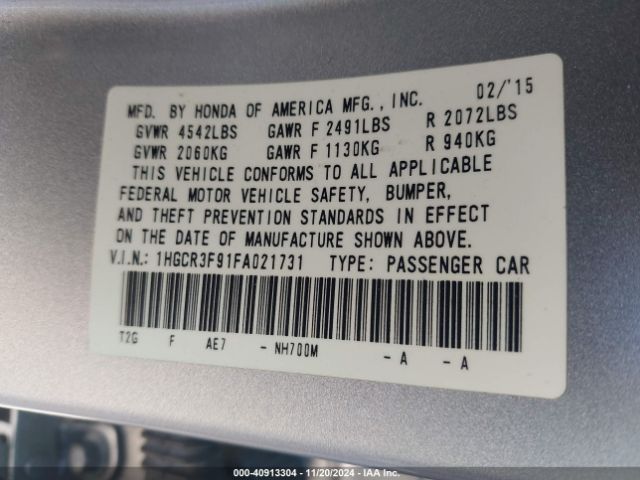 02/'15
MFD. BY HONDA OF AMERICA MFG., INC.
GVWR 4542LBS GAWR F 2491LBS R 2072LBS
GVWR 2060KG GAWR F 1130KG R 940KG
THIS VEHICLE CONFORMS TO ALL APPLICABLE
FEDERAL MOTOR VEHICLE SAFETY, BUMPER,
AND THEFT PREVENTION STANDARDS IN EFFECT
ON THE DATE OF MANUFACTURE SHOWN ABOVE.
V.I.N.: 1HGCR3F91FA021731 TYPE: PASSENGER CAR
T2G F AE7 - NH700M - A - A
000-40913304 | 11/20/2024 | IAA Inc.